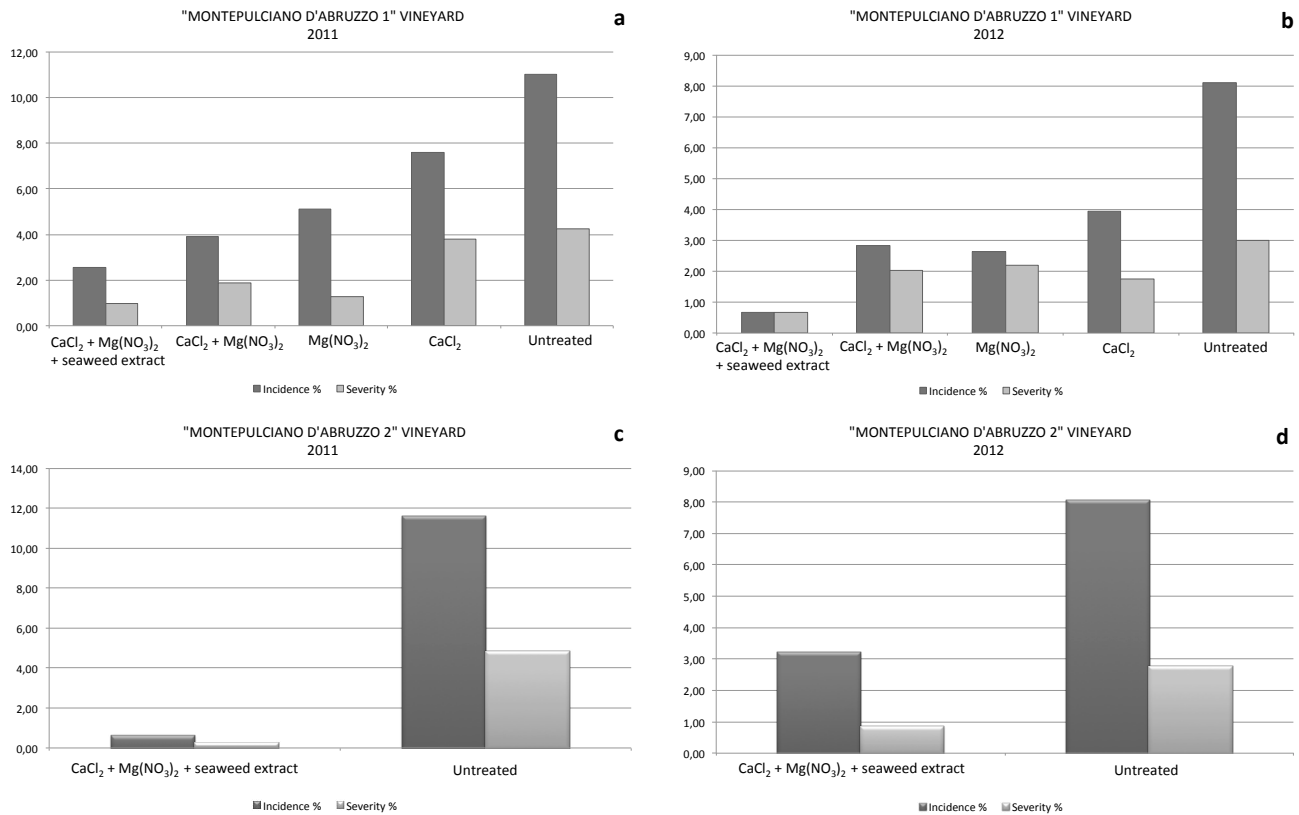 "MONTEPULCIANO D'ABRUZZO 1" VINEYARD
2011
a
12,00
10,00
8,00
6,00
4,00
2,00
0,00
CaCl₂ + Mg(NO₃)₂
+ seaweed extract
CaCl₂ + Mg(NO₃)₂
Mg(NO₃)₂
CaCl₂
Untreated
Incidence % Severity %
"MONTEPULCIANO D'ABRUZZO 1" VINEYARD
2012
b
9,00
8,00
7,00
6,00
5,00
4,00
3,00
2,00
1,00
0,00
CaCl₂ + Mg(NO₃)₂
+ seaweed extract
CaCl₂ + Mg(NO₃)₂
Mg(NO₃)₂
CaCl₂
Untreated
Incidence % Severity %
"MONTEPULCIANO D'ABRUZZO 2" VINEYARD
2011
c
14,00
12,00
10,00
8,00
6,00
4,00
2,00
0,00
CaCl₂ + Mg(NO₃)₂ + seaweed extract
Untreated
Incidence % Severity %
"MONTEPULCIANO D'ABRUZZO 2" VINEYARD
2012
d
9,00
8,00
7,00
6,00
5,00
4,00
3,00
2,00
1,00
0,00
CaCl₂ + Mg(NO₃)₂ + seaweed extract
Untreated
Incidence % Severity %